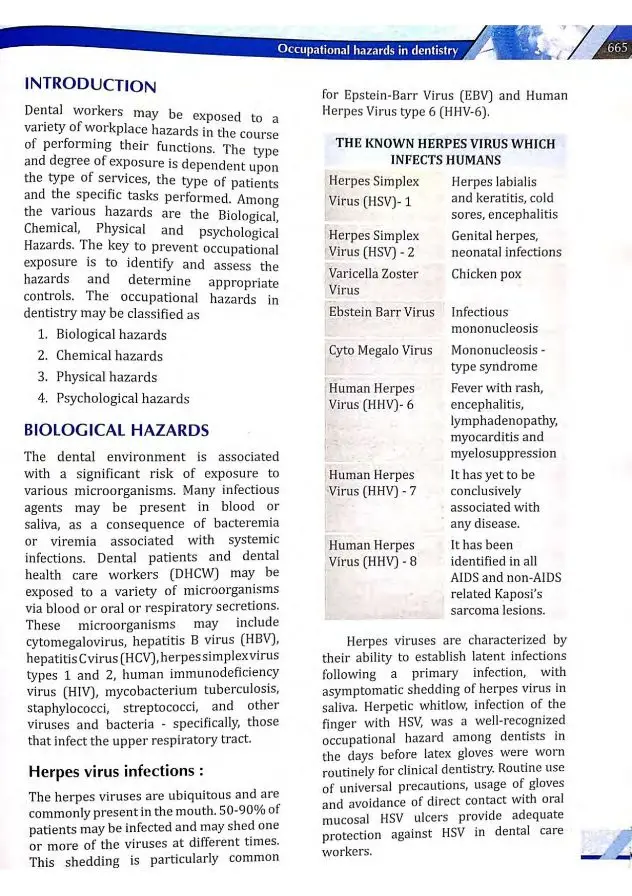 Occupational hazards in dentistry
665
INTRODUCTION
Dental workers may be exposed to a
variety of workplace hazards in the course
of performing their functions. The type
and degree of exposure is dependent upon
the type of services, the type of patients
and the specific tasks performed. Among
the various hazards are the Biological,
Chemical, Physical and psychological
Hazards. The key to prevent occupational
exposure is to identify and assess the
hazards and determine appropriate
controls. The occupational hazards in
dentistry may be classified as
1. Biological hazards
2. Chemical hazards
3. Physical hazards
4. Psychological hazards
BIOLOGICAL HAZARDS
The dental environment is associated
with a significant risk of exposure to
various microorganisms. Many infectious
agents may be present in blood or
saliva, as a consequence of bacteremia
or viremia associated with systemic
infections. Dental patients and dental
health care workers (DHCW) may be
exposed to a variety of microorganisms
via blood or oral or respiratory secretions.
These microorganisms may include
cytomegalovirus, hepatitis B virus (HBV),
hepatitis C virus (HCV), herpes simplex virus
types 1 and 2, human immunodeficiency
virus (HIV), mycobacterium tuberculosis,
staphylococci, streptococci, and other
viruses and bacteria - specifically, those
that infect the upper respiratory tract.
Herpes virus infections :
The herpes viruses are ubiquitous and are
commonly present in the mouth. 50-90% of
patients may be infected and may shed one
or more of the viruses at different times.
This shedding is particularly common
for Epstein-Barr Virus (EBV) and Human
Herpes Virus type 6 (HHV-6).
THE KNOWN HERPES VIRUS WHICH
INFECTS HUMANS
Herpes Simplex Herpes labialis
Virus (HSV)- 1 and keratitis, cold
sores, encephalitis
Herpes Simplex Genital herpes,
Virus (HSV) - 2 neonatal infections
Varicella Zoster Chicken pox
Virus
Ebstein Barr Virus Infectious
mononucleosis
Cyto Megalo Virus Mononucleosis -
type syndrome
Human Herpes Fever with rash,
Virus (HHV)- 6 encephalitis,
lymphadenopathy,
myocarditis and
myelosuppression
Human Herpes It has yet to be
Virus (HHV) - 7 conclusively
associated with
any disease.
Human Herpes It has been
Virus (HHV) - 8 identified in all
AIDS and non-AIDS
related Kaposi's
sarcoma lesions.
Herpes viruses are characterized by
their ability to establish latent infections
following a primary infection, with
asymptomatic shedding of herpes virus in
saliva. Herpetic whitlow, infection of the
finger with HSV, was a well-recognized
occupational hazard among dentists in
the days before latex gloves were worn
routinely for clinical dentistry. Routine use
of universal precautions, usage of gloves
and avoidance of direct contact with oral
mucosal HSV ulcers provide adequate
protection against HSV in dental care
workers.